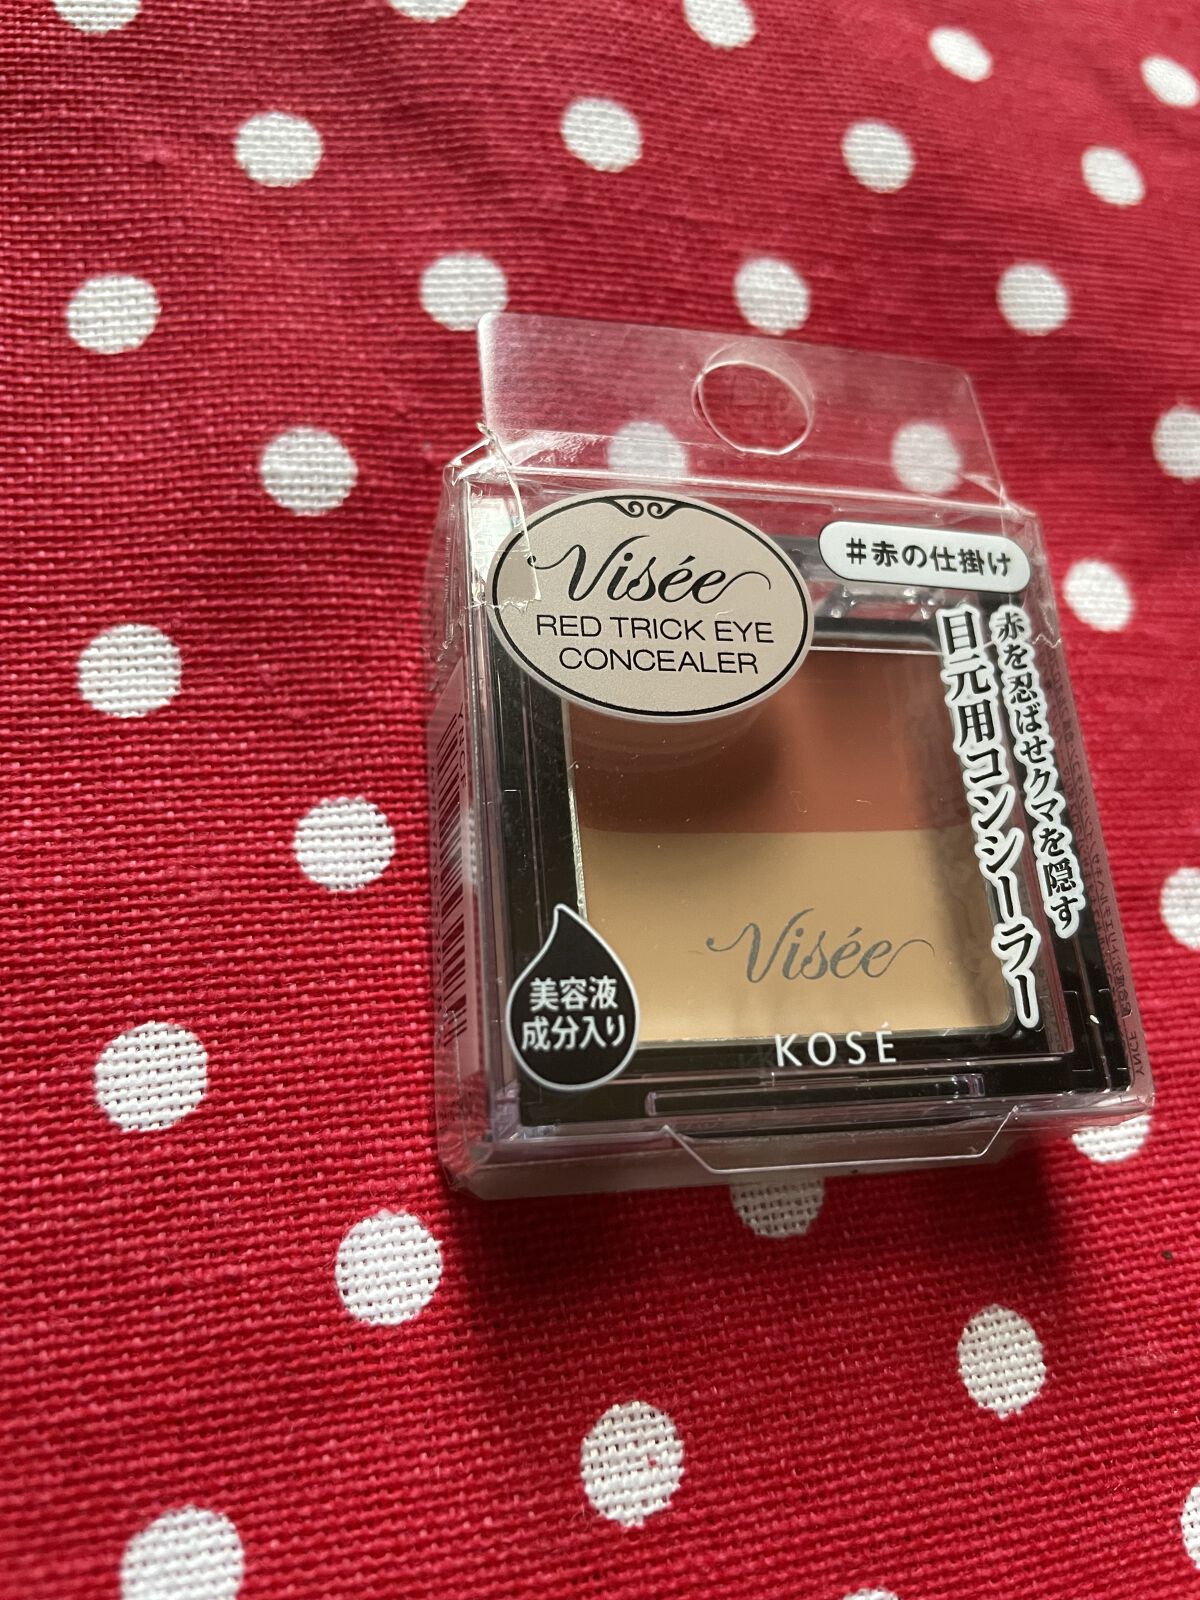 Visée
RED TRICK EYE
CONCEALER
#赤の仕掛け
赤を忍ばせクマを隠す
目元用コンシーラー
Visée
美容液
成分入り
KOSÉ